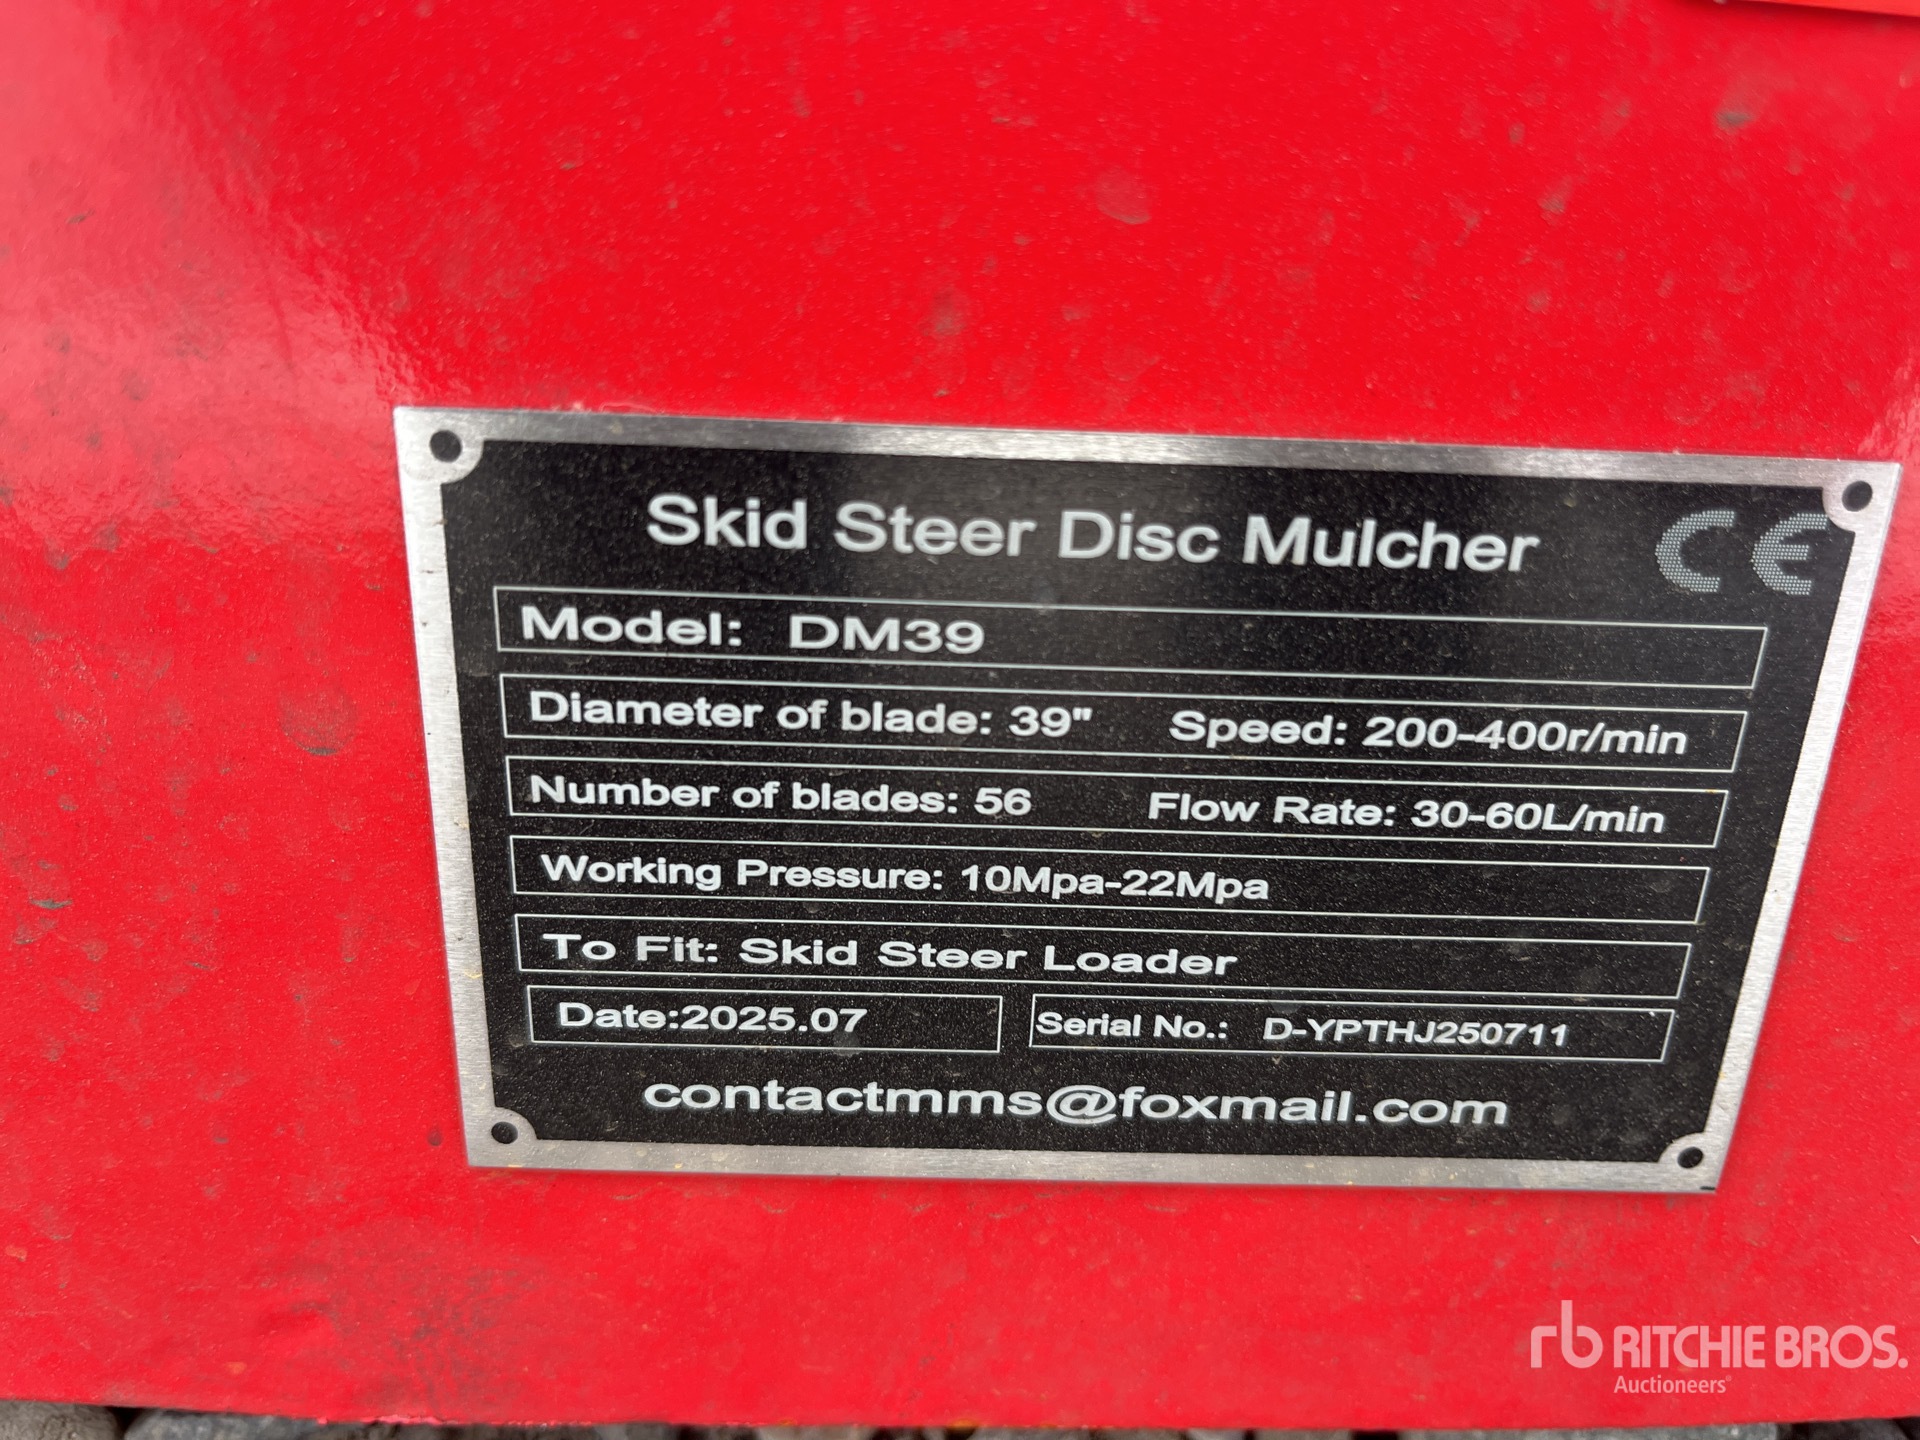 Skid Steer Disc Mulcher CE
Model: DM39
Diameter of blade: 39" Speed: 200-400r/min
Number of blades: 56 Flow Rate: 30-60L/min
Working Pressure: 10Mpa-22Mpa
To Fit: Skid Steer Loader
Date:2025.07 Serial No.: D-YPTHJ250711
contactmms@foxmail.com
rb RITCHIE BROS.
Auctioneers